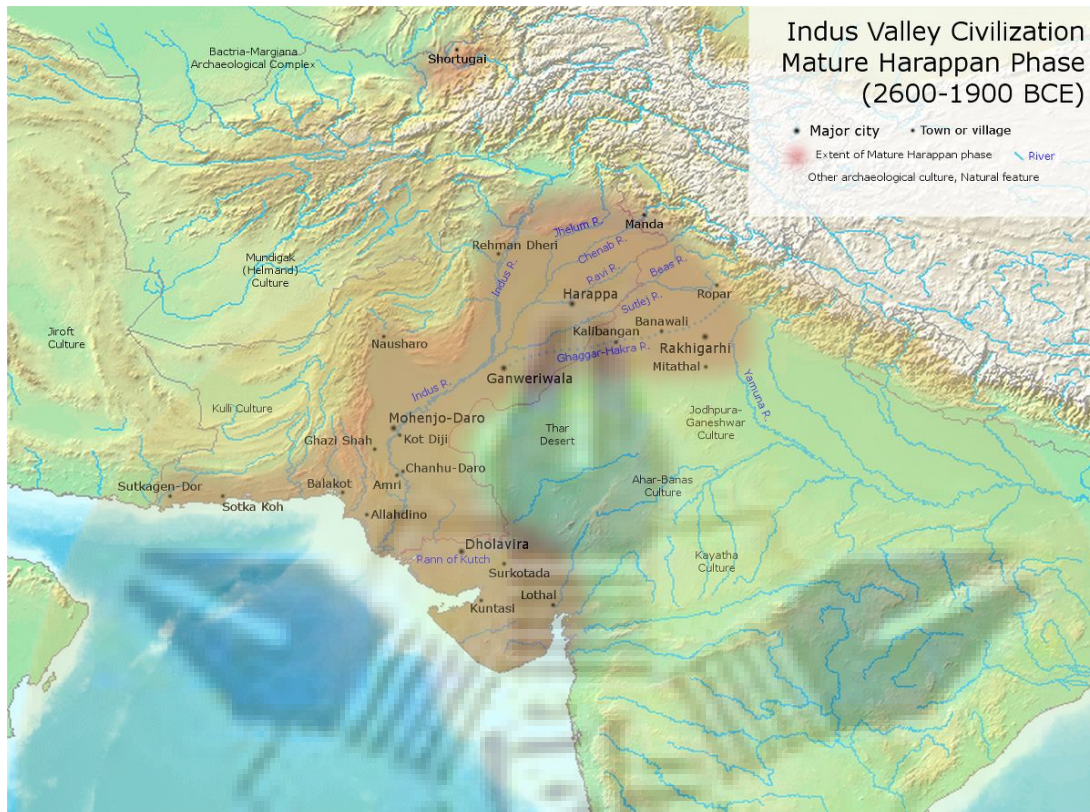 Indus Valley Civilization
Mature Harappan Phase
(2600-1900 BCE)
Major city
Town or village
Extent of Mature Harappan phase
River
Other archaeological culture, Natural feature
Bactria-Margiana
Archaeological Complex
Shortugai
Manda
Jhelum R.
Rehman Dheri
Chenab R.
Mundigak
(Helmand)
Culture
Indus R.
Ravi R.
Beas R.
Harappa
Sutlej R.
Ropar
Jiroft
Culture
Nausharo
Kalibangan
Banawali
Rakhigarhi
Ghaggar-Hakra R.
Mitathal
Ganweriwala
Indus R.
Yamuna R.
Kulli Culture
Mohenjo-Daro
Kot Diji
Ghazi Shah
Thar
Desert
Jodhpura-
Ganeshwar
Culture
Chanhu-Daro
Amri
Sutkagen-Dor
Balakot
Sotka Koh
Ahar-Banas
Culture
Allahdino
Dholavira
Rann of Kutch
Surkotada
Kayatha
Culture
Lothal
Kuntasi